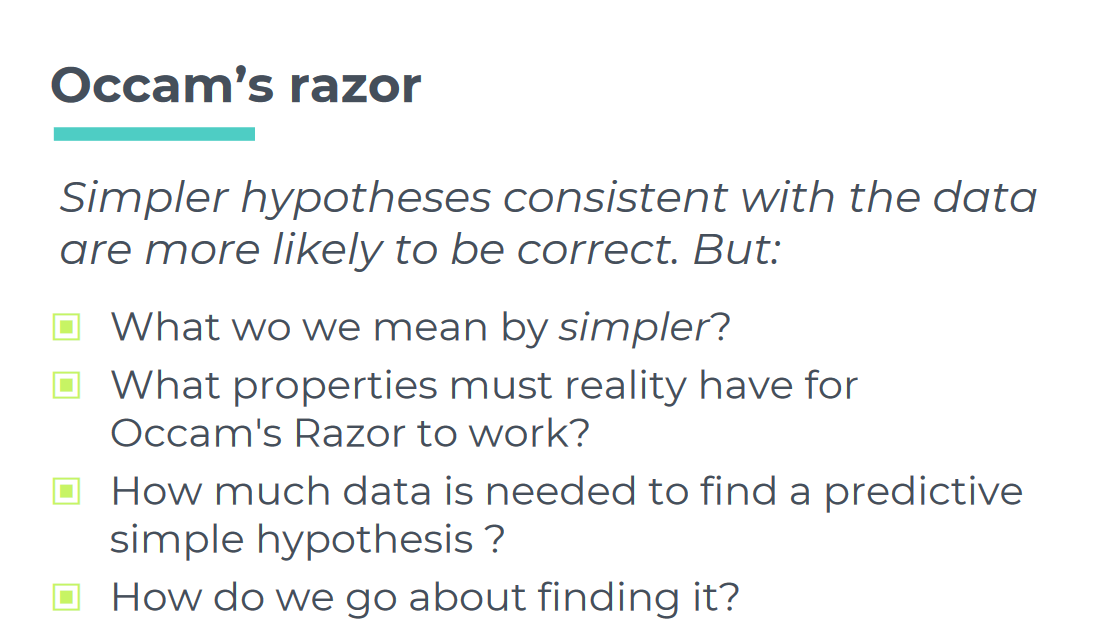 Occam’s razor
Simpler hypotheses consistent with the data
are more likely to be correct. But:
What wo we mean by simpler?
What properties must reality have for
Occam's Razor to work?
How much data is needed to find a predictive
simple hypothesis ?
How do we go about finding it?